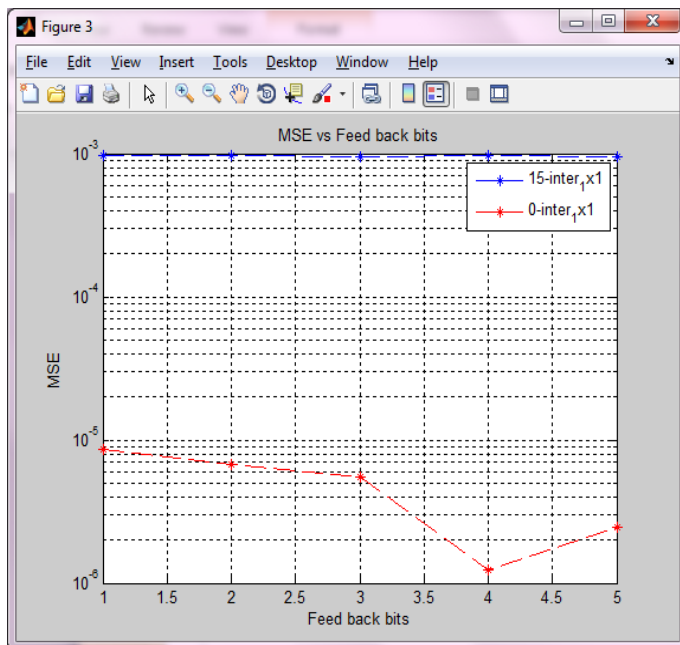 Figure 3
File Edit View Insert Tools Desktop Window Help
MSE vs Feed back bits
10-3
10-4
10-5
10-6
MSE
15-inter1x1
0-inter1x1
1 1.5 2 2.5 3 3.5 4 4.5 5
Feed back bits